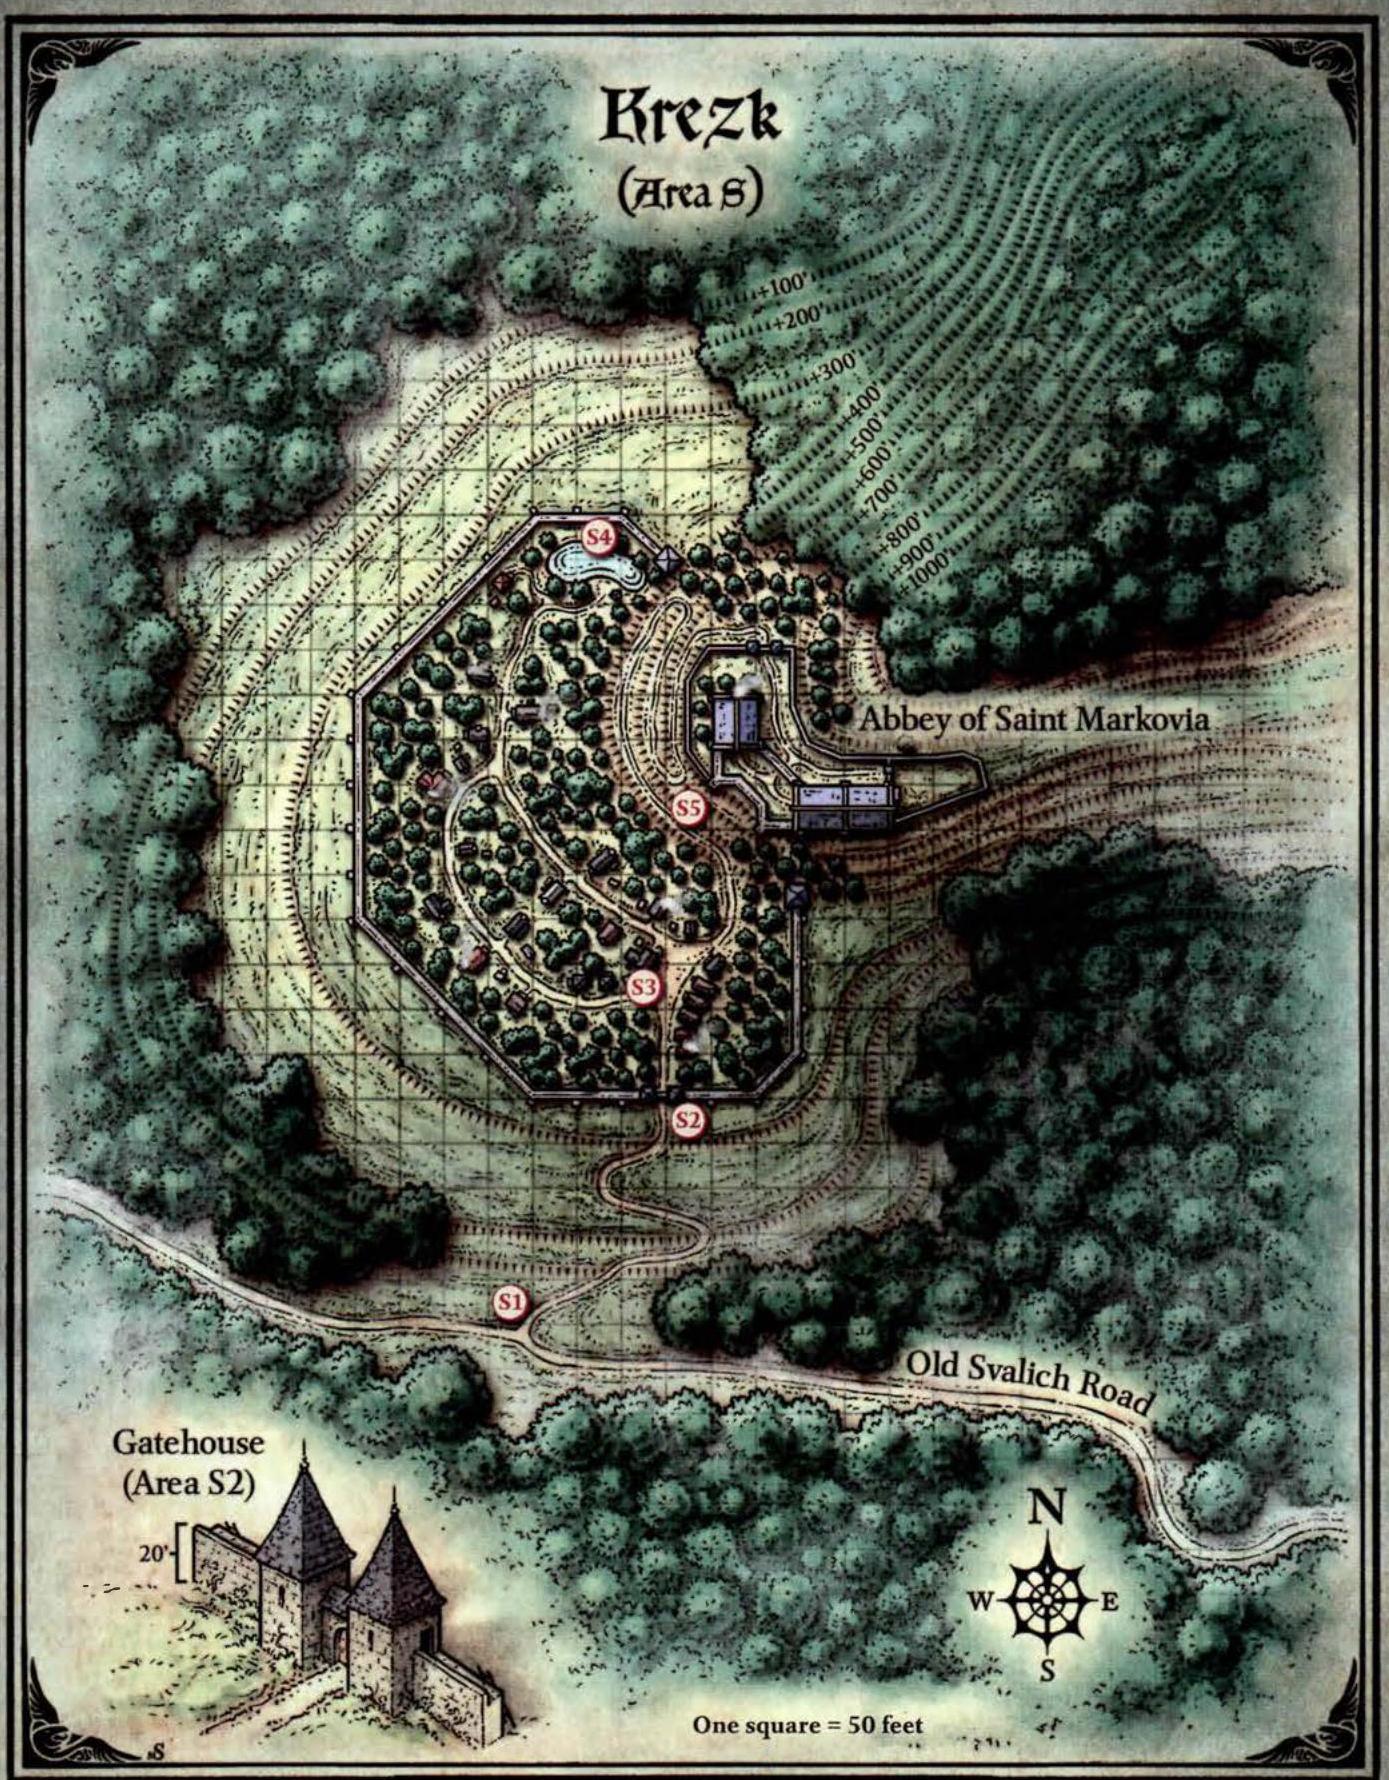 Krezk
(Area S)
+100'
+200'
+300'
+400'
+500'
+600'
+700'
+800'
+900'
+1000'
S4
Abbey of Saint Markovia
S5
S3
S2
S1
Old Svalich Road
Gatehouse
(Area S2)
20'
N
W
E
S
One square = 50 feet